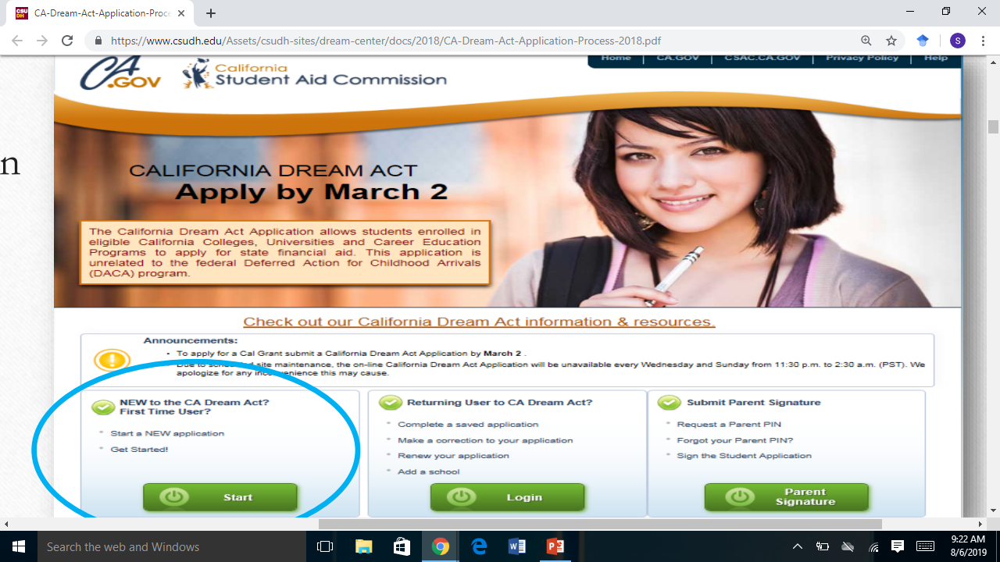 CA-Dream-Act-Application-Proce
https://www.csudh.edu/Assets/csudh-sites/dream-center/docs/2018/CA-Dream-Act-Application-Process-2018.pdf
S
CSU
DH
n
CA
.GOV
California
Student Aid Commission
Home | CA.GOV | CSAC.CA.GOV | Privacy Policy | Help
CALIFORNIA DREAM ACT
Apply by March 2
The California Dream Act Application allows students enrolled in
eligible California Colleges, Universities and Career Education
Programs to apply for state financial aid. This application is
unrelated to the federal Deferred Action for Childhood Arrivals
(DACA) program.
Check out our California Dream Act information & resources.
Announcements:
To apply for a Cal Grant submit a California Dream Act Application by March 2 .
Due to scheduled site maintenance, the on-line California Dream Act Application will be unavailable every Wednesday and Sunday from 11:30 p.m. to 2:30 a.m. (PST). We
apologize for any inconvenience this may cause.
NEW to the CA Dream Act?
First Time User?
Start a NEW application
Get Started!
Start
Returning User to CA Dream Act?
Complete a saved application
Make a correction to your application
Renew your application
Add a school
Login
Submit Parent Signature
Request a Parent PIN
Forgot your Parent PIN?
Sign the Student Application
Parent
Signature
Search the web and Windows
9:22 AM
8/6/2019